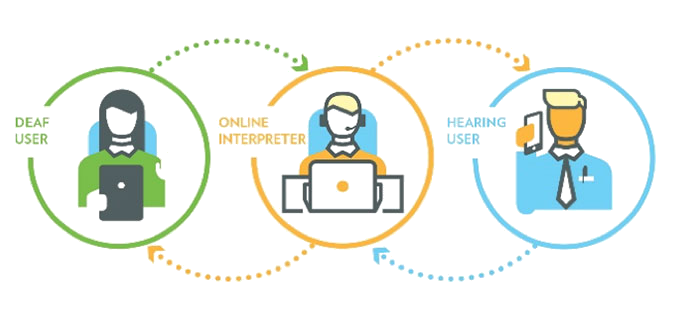 DEAF
USER
ONLINE
INTERPRETER
HEARING
USER